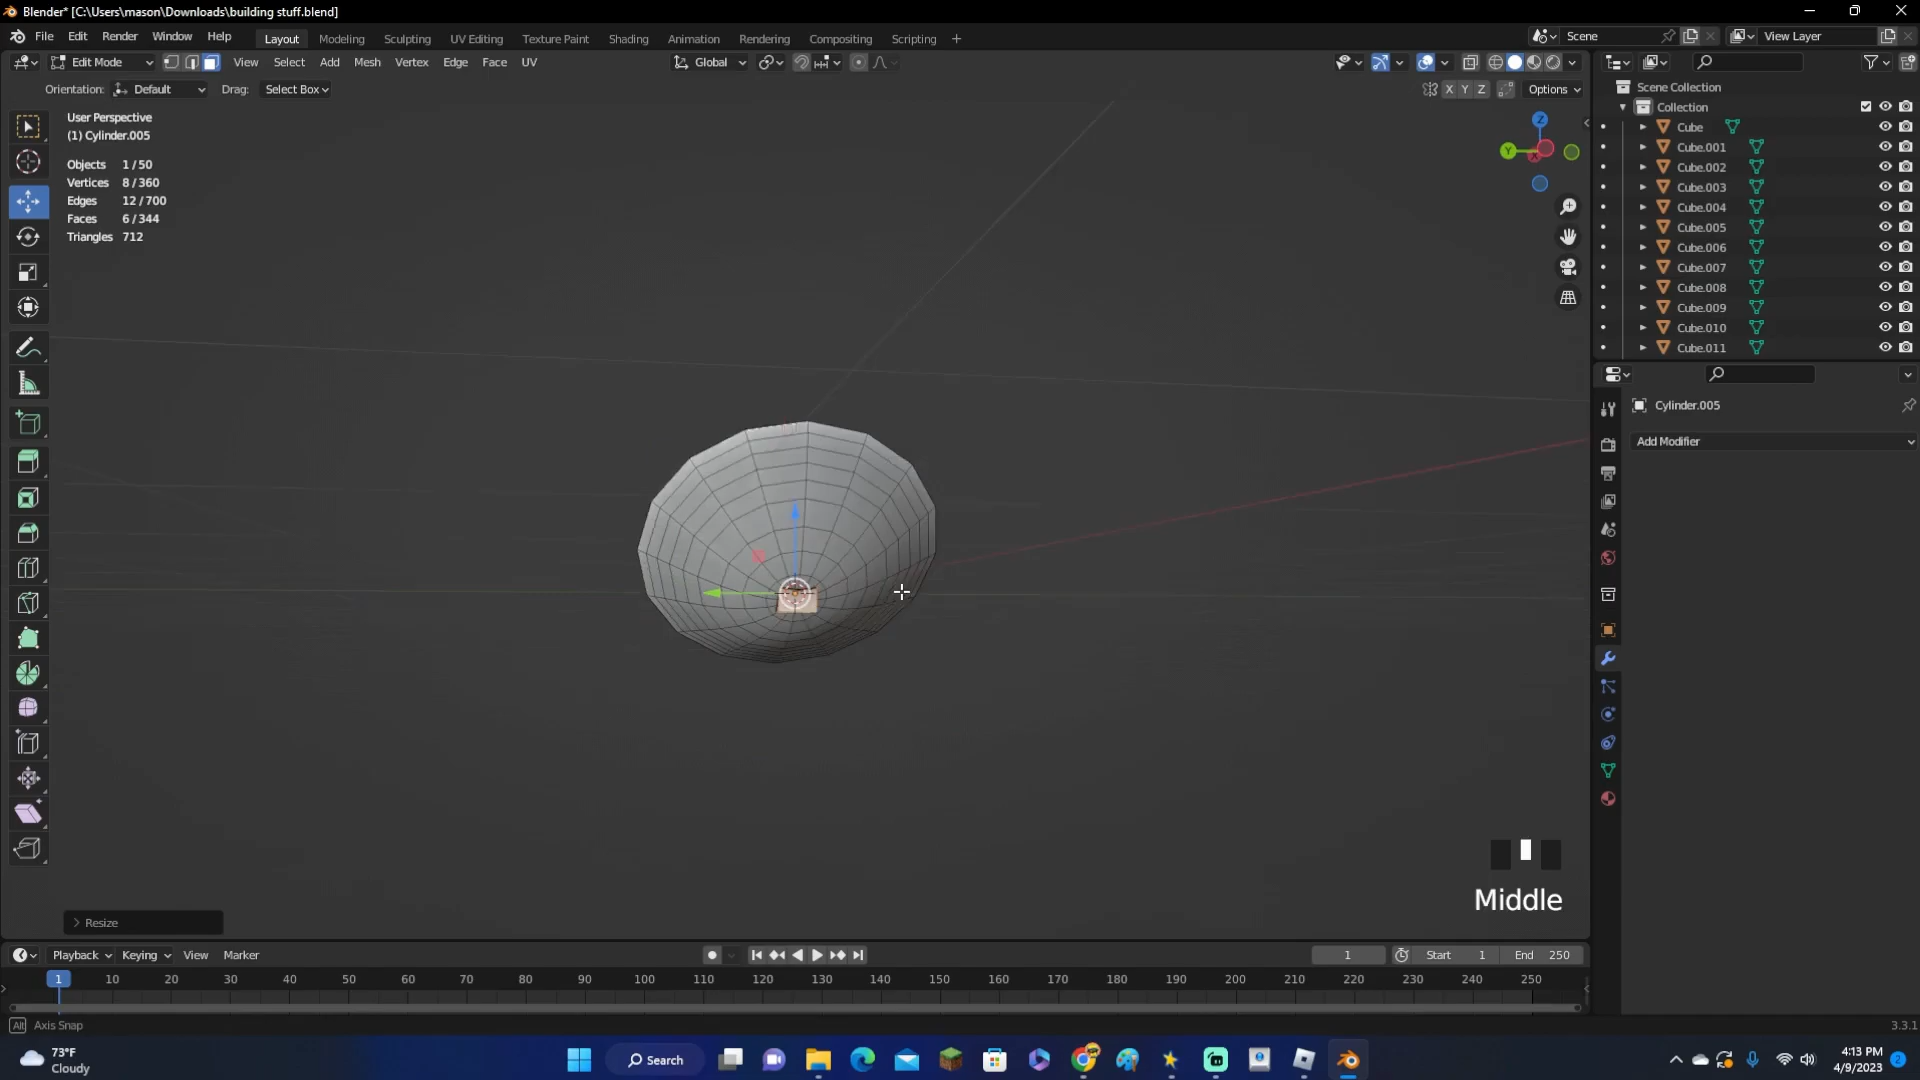 Blender* [C:\Users\mason\Downloads\building stuff.blend]
File Edit Render Window Help Layout Modeling Sculpting UV Editing Texture Paint Shading Animation Rendering Compositing Scripting + Scene View Layer
Edit Mode View Select Add Mesh Vertex Edge Face UV Global
Orientation: Default Drag: Select Box X Y Z Options
User Perspective
(1) Cylinder.005
Objects 1/50
Vertices 8/360
Edges 12/700
Faces 6/344
Triangles 712
Z
Y
X
Scene Collection
Collection
Cube
Cube.001
Cube.002
Cube.003
Cube.004
Cube.005
Cube.006
Cube.007
Cube.008
Cube.009
Cube.010
Cube.011
Cylinder.005
Add Modifier
Middle
Resize
Playback Keying View Marker 1 Start 1 End 250
1 10 20 30 40 50 60 70 80 90 100 110 120 130 140 150 160 170 180 190 200 210 220 230 240 250
Alt Axis Snap 3.3.1
73°F
Cloudy
Search
4:13 PM
4/9/2023
2